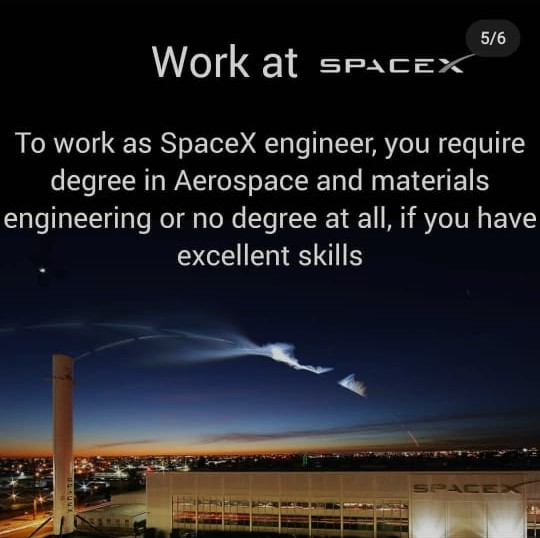 5/6
Work at SPACEX
To work as SpaceX engineer, you require
degree in Aerospace and materials
engineering or no degree at all, if you have
excellent skills
SPACEX